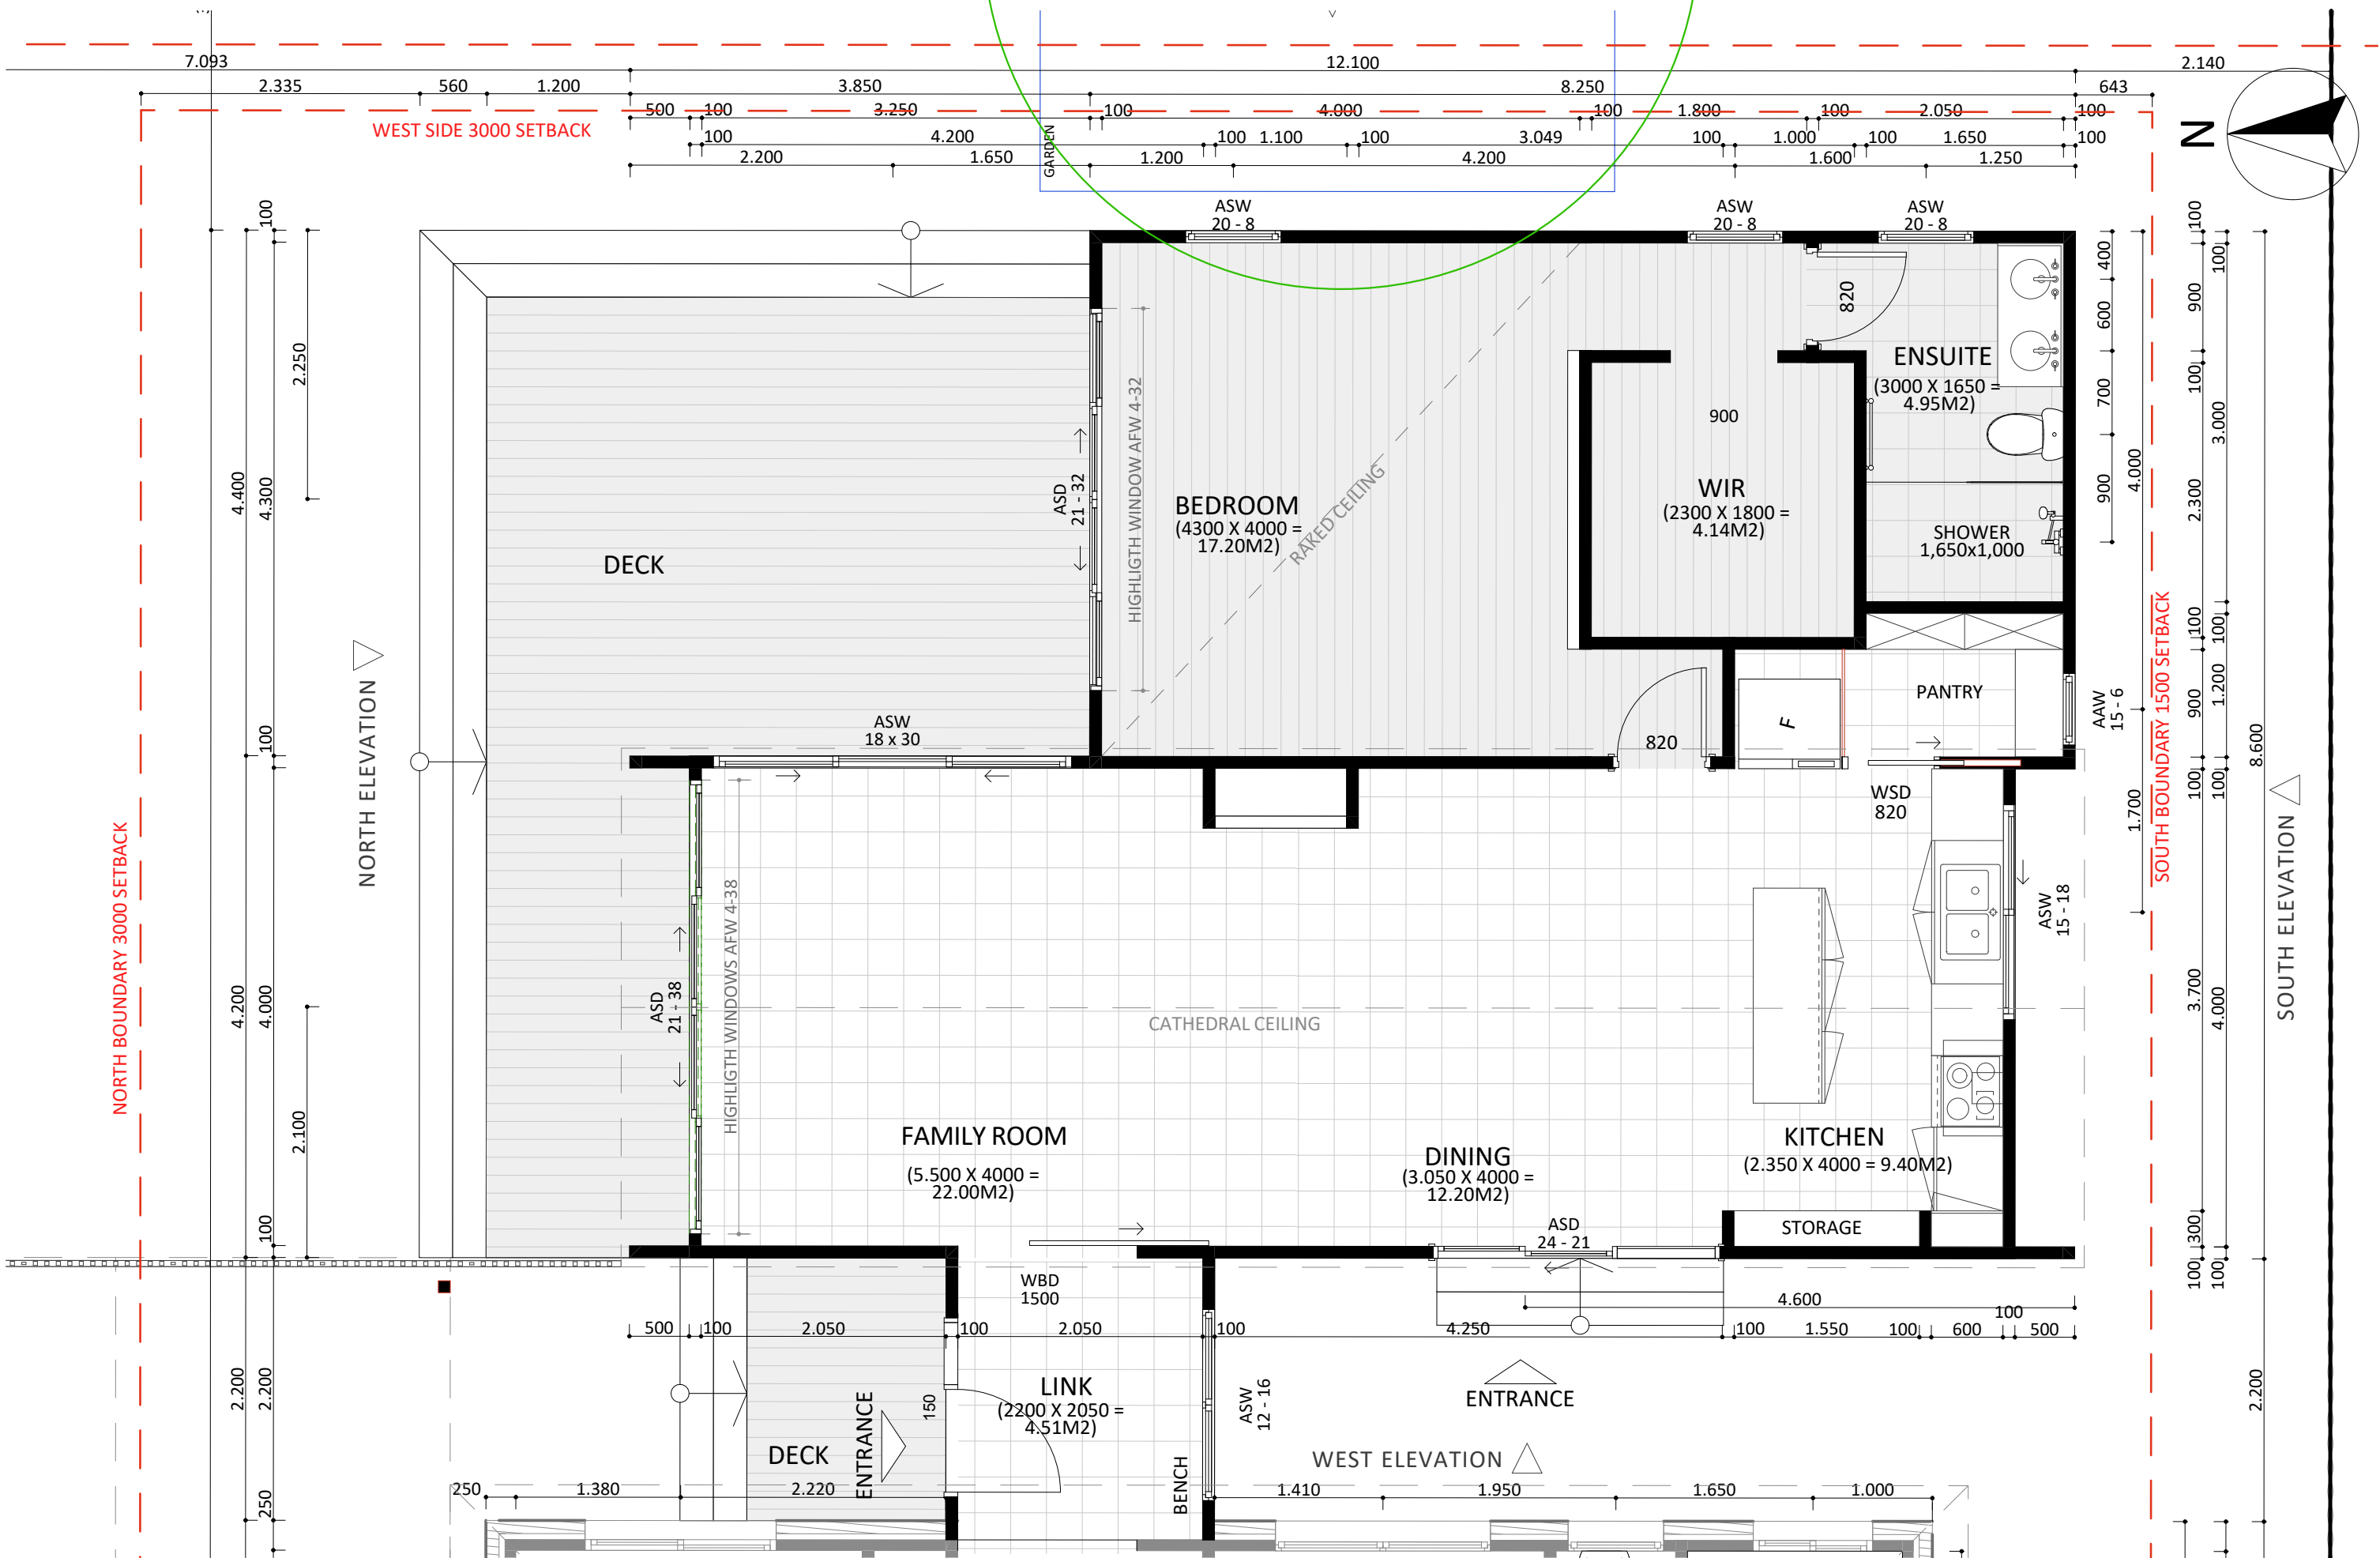 7.093
12.100
2.140
2.335
560
1.200
3.850
8.250
643
500
100
3.250
100
4.000
100
1.800
100
2.050
100
WEST SIDE 3000 SETBACK
100
4.200
100
1.100
100
3.049
100
1.000
100
1.650
100
2.200
1.650
1.200
4.200
1.600
1.250
GARDEN
N
ASW
20 - 8
ASW
20 - 8
ASW
20 - 8
100
4.400
4.300
2.250
100
4.200
4.000
2.100
100
2.200
2.200
250
NORTH BOUNDARY 3000 SETBACK
NORTH ELEVATION
DECK
ASD
21 - 32
HIGHLIGTH WINDOW AFW 4-32
BEDROOM
(4300 X 4000 =
17.20M2)
RAKED CEILING
900
WIR
(2300 X 1800 =
4.14M2)
820
ENSUITE
(3000 X 1650 =
4.95M2)
SHOWER
1,650x1,000
PANTRY
F
820
WSD
820
AAW
15 - 6
ASW
15 - 18
400
600
700
900
4.000
1.700
100
900
100
2.300
100
900
100
3.700
300
100
100
3.000
100
1.200
100
4.000
100
8.600
2.200
SOUTH BOUNDARY 1500 SETBACK
SOUTH ELEVATION
ASW
18 x 30
ASD
21 - 38
HIGHLIGTH WINDOWS AFW 4-38
CATHEDRAL CEILING
FAMILY ROOM
(5.500 X 4000 =
22.00M2)
DINING
(3.050 X 4000 =
12.20M2)
KITCHEN
(2.350 X 4000 = 9.40M2)
STORAGE
ASD
24 - 21
WBD
1500
4.600
500
100
2.050
100
2.050
100
4.250
100
1.550
100
600
100
500
LINK
(2200 X 2050 =
4.51M2)
150
ENTRANCE
DECK
BENCH
ASW
12 - 16
ENTRANCE
WEST ELEVATION
250
1.380
2.220
1.410
1.950
1.650
1.000